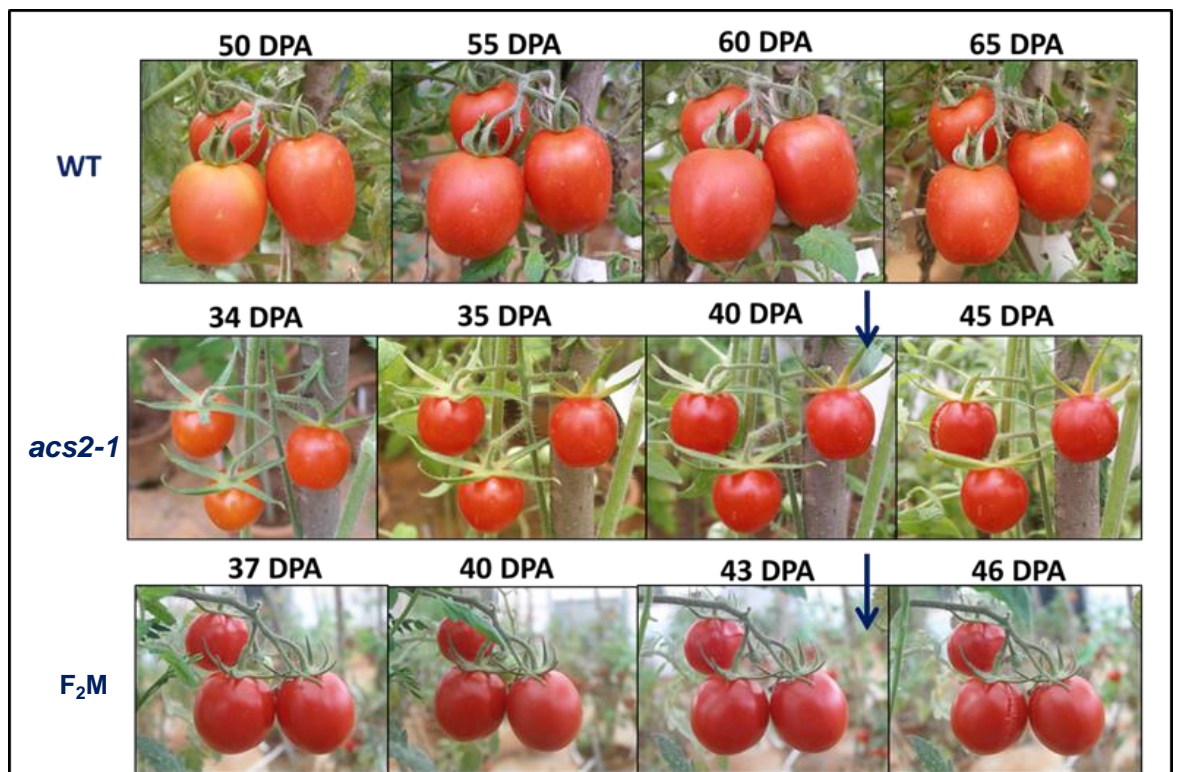 50 DPA 55 DPA 60 DPA 65 DPA
WT
34 DPA 35 DPA 40 DPA 45 DPA
acs2-1
37 DPA 40 DPA 43 DPA 46 DPA
F₂M